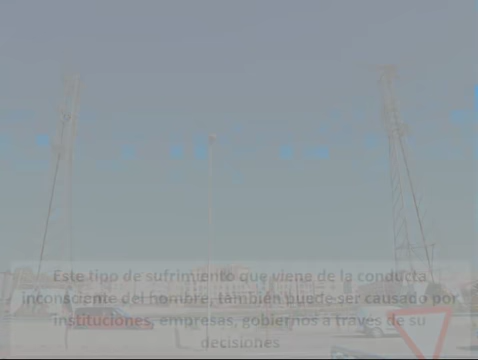 Este tipo de sufrimiento que viene de la conducta
inconsciente del hombre, también puede ser causado por
instituciones, empresas, gobiernos a través de su
decisiones